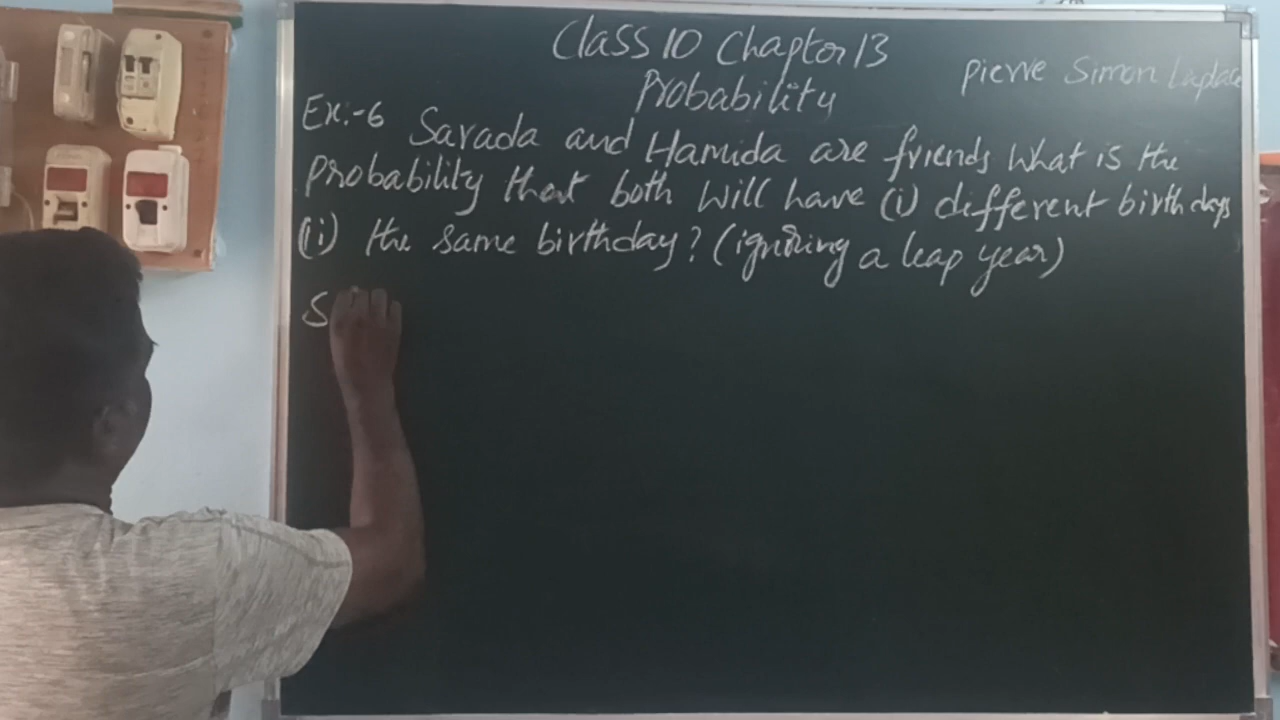 Class 10 Chapter 13
Probability
Pierre Simon Laplace
Ex:-6 Sarada and Hamida are friends What is the
Probability that both Will have (i) different birthdays
(ii) the same birthday? (ignoring a leap year)
S